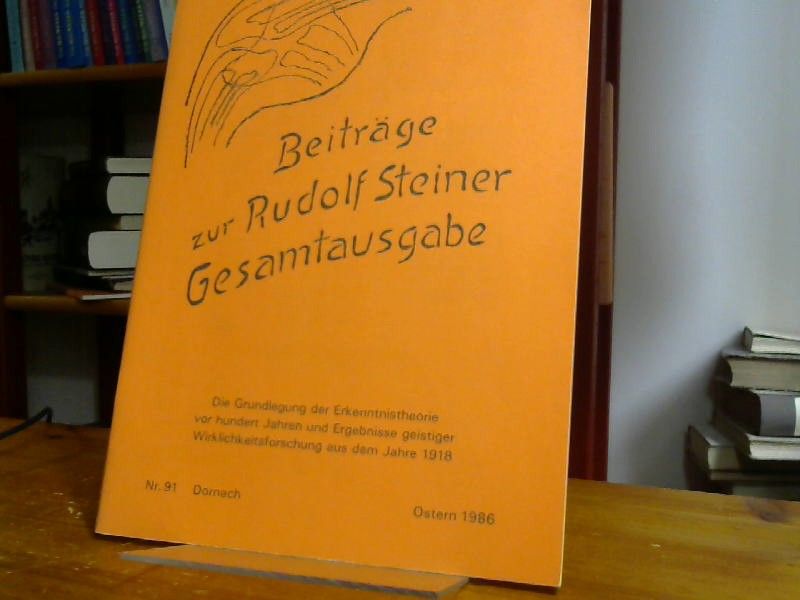 Beiträge
zur Rudolf Steiner
Gesamtausgabe
Die Grundlegung der Erkenntnistheorie
vor hundert Jahren und Ergebnisse geistiger
Wirklichkeitsforschung aus dem Jahre 1918
Nr. 91 Dornach
Ostern 1986